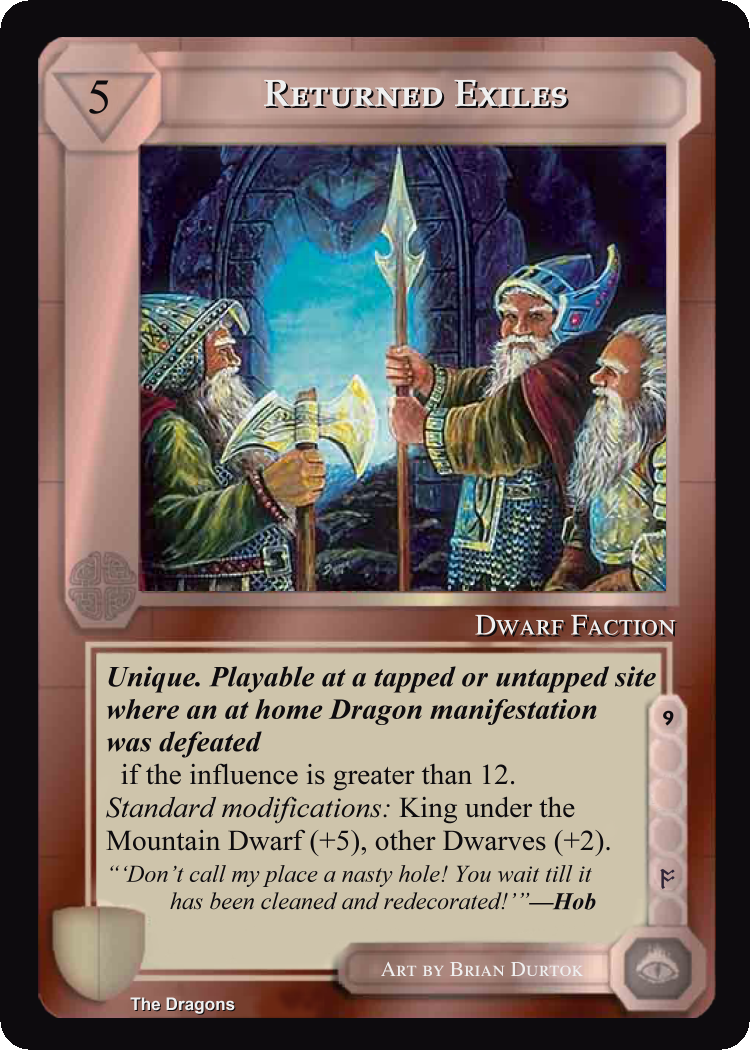 5
Returned Exiles
Dwarf Faction
Unique. Playable at a tapped or untapped site
where an at home Dragon manifestation
was defeated
if the influence is greater than 12.
Standard modifications: King under the
Mountain Dwarf (+5), other Dwarves (+2).
“‘Don’t call my place a nasty hole! You wait till it
has been cleaned and redecorated!’”—Hob
9
Art by Brian Durtok
The Dragons